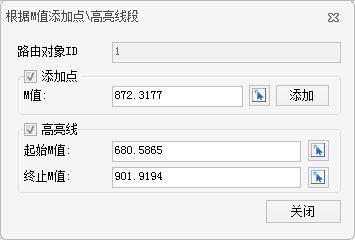 根据M值添加点\高亮线段
路由对象ID 1
添加点
M值: 872.3177 添加
高亮线
起始M值: 680.5865
终止M值: 901.9194
关闭